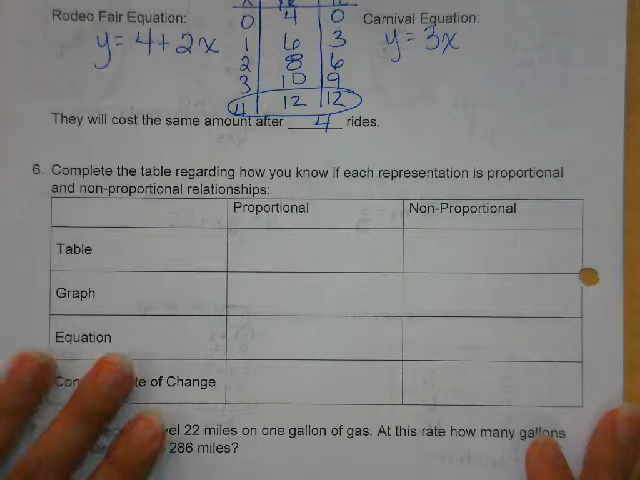 Rodeo Fair Equation:
y = 4 + 2x
0 4 0
1 6 3
2 8 6
3 10 9
4 12 12
Carnival Equation:
y = 3x
They will cost the same amount after 4 rides.
6. Complete the table regarding how you know if each representation is proportional
and non-proportional relationships:
Proportional Non-Proportional
Table
Graph
Equation
of Change
22 miles on one gallon of gas. At this rate how many gallons
286 miles?